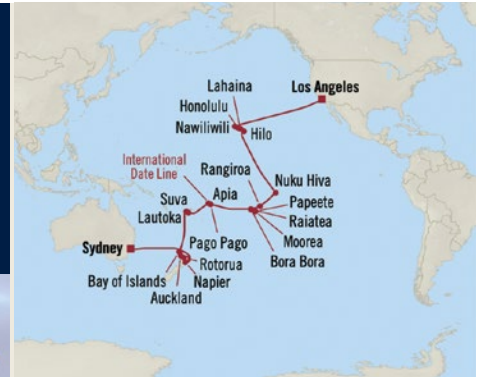 Lahaina
Los Angeles
Honolulu
Nawiliwili
Hilo
International
Date Line
Rangiroa
Nuku Hiva
Apia
Papeete
Suva
Raiatea
Lautoka
Moorea
Sydney
Pago Pago
Bora Bora
Rotorua
Bay of Islands
Napier
Auckland